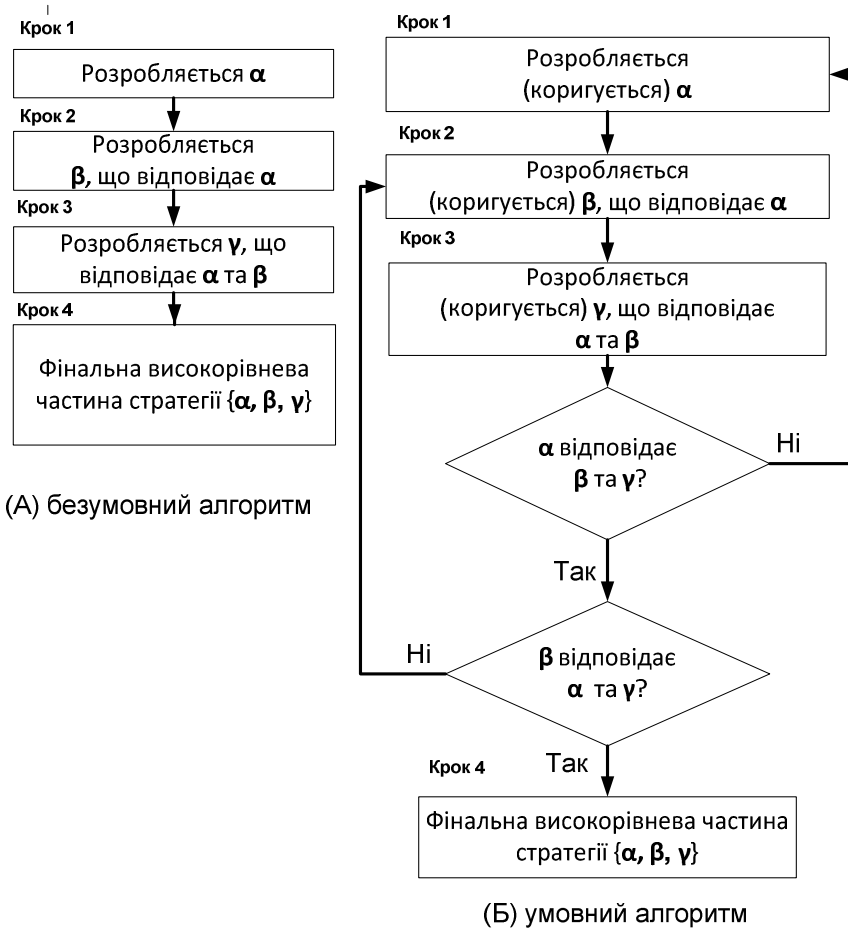 Крок 1
Розробляється α
Крок 2
Розробляється
β, що відповідає α
Крок 3
Розробляється γ, що
відповідає α та β
Крок 4
Фінальна високорівнева
частина стратегії {α, β, γ}
(А) безумовний алгоритм
Крок 1
Розробляється
(коригується) α
Крок 2
Розробляється
(коригується) β, що відповідає α
Крок 3
Розробляється
(коригується) γ, що відповідає
α та β
α відповідає
β та γ?
Ні
Так
β відповідає
α та γ?
Ні
Так
Крок 4
Фінальна високорівнева частина
стратегії {α, β, γ}
(Б) умовний алгоритм